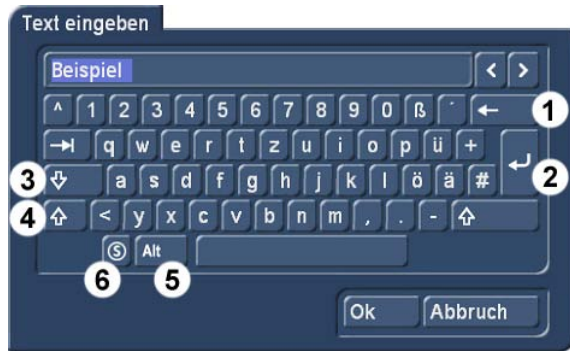 Text eingeben
Beispiel < >
^ 1 2 3 4 5 6 7 8 9 0 ß ´ ← 1
→| q w e r t z u i o p ü + ↵ 2
3 ⇩ a s d f g h j k l ö ä #
4 ⇧ < y x c v b n m , . - ⇧
Ⓢ Alt
6 5
Ok Abbruch